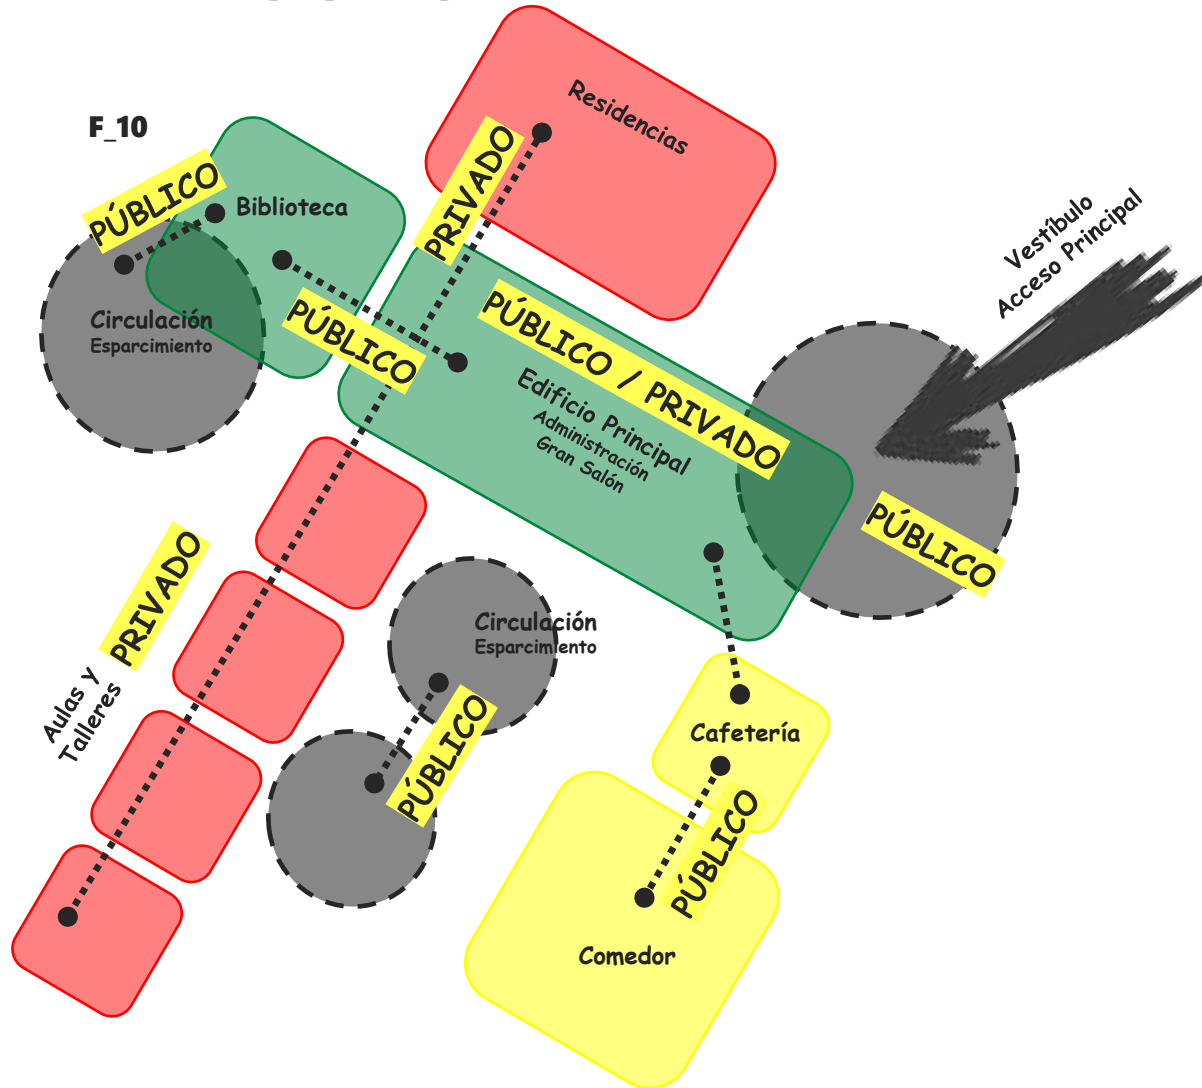 F_10
Residencias
PRIVADO
PÚBLICO
Biblioteca
Vestíbulo
Acceso Principal
Circulación
Esparcimiento
PÚBLICO
PÚBLICO / PRIVADO
Edificio Principal
Administración
Gran Salón
PÚBLICO
Aulas y
Talleres
PRIVADO
Circulación
Esparcimiento
PÚBLICO
Cafetería
PÚBLICO
Comedor